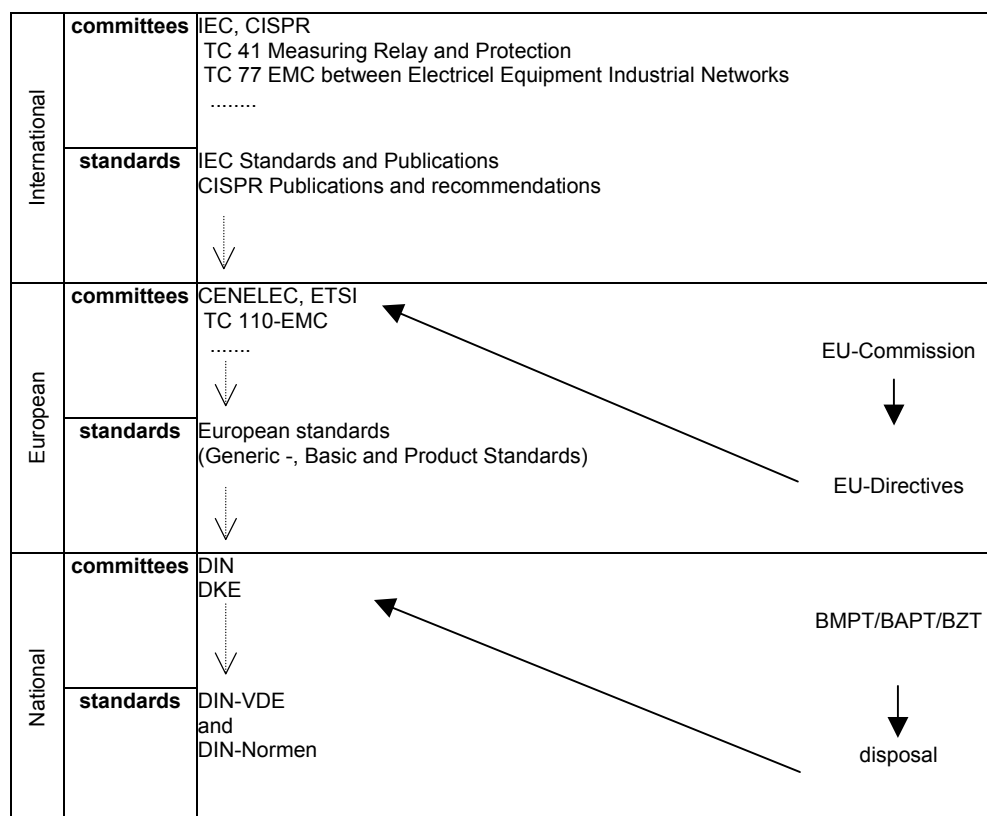 International
committees
IEC, CISPR
TC 41 Measuring Relay and Protection
TC 77 EMC between Electricel Equipment Industrial Networks
........
standards
IEC Standards and Publications
CISPR Publications and recommendations
European
committees
CENELEC, ETSI
TC 110-EMC
.......
EU-Commission
standards
European standards
(Generic -, Basic and Product Standards)
EU-Directives
National
committees
DIN
DKE
BMPT/BAPT/BZT
standards
DIN-VDE
and
DIN-Normen
disposal